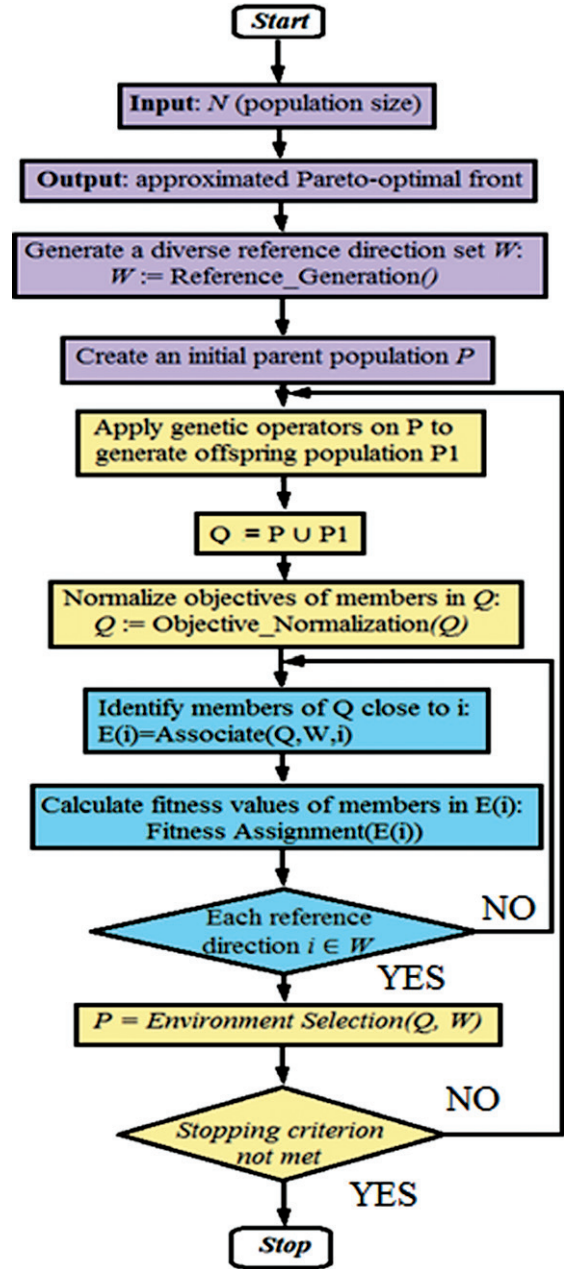 Start
Input: N (population size)
Output: approximated Pareto-optimal front
Generate a diverse reference direction set W:
W := Reference_Generation()
Create an initial parent population P
Apply genetic operators on P to
generate offspring population P1
Q = P ∪ P1
Normalize objectives of members in Q:
Q := Objective_Normalization(Q)
Identify members of Q close to i:
E(i)=Associate(Q,W,i)
Calculate fitness values of members in E(i):
Fitness Assignment(E(i))
Each reference
direction i ∈ W
NO
YES
P = Environment Selection(Q, W)
Stopping criterion
not met
NO
YES
Stop